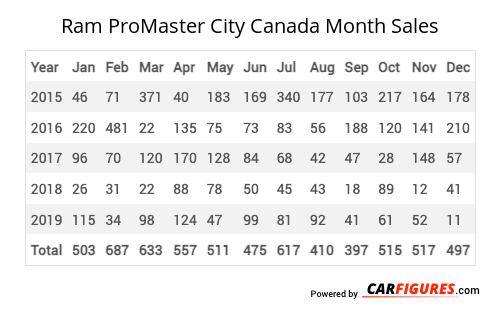 Ram ProMaster City Canada Month Sales
Year Jan Feb Mar Apr May Jun Jul Aug Sep Oct Nov Dec
2015 46 71 371 40 183 169 340 177 103 217 164 178
2016 220 481 22 135 75 73 83 56 188 120 141 210
2017 96 70 120 170 128 84 68 42 47 28 148 57
2018 26 31 22 88 78 50 45 43 18 89 12 41
2019 115 34 98 124 47 99 81 92 41 61 52 11
Total 503 687 633 557 511 475 617 410 397 515 517 497
Powered by CARFIGURES.com